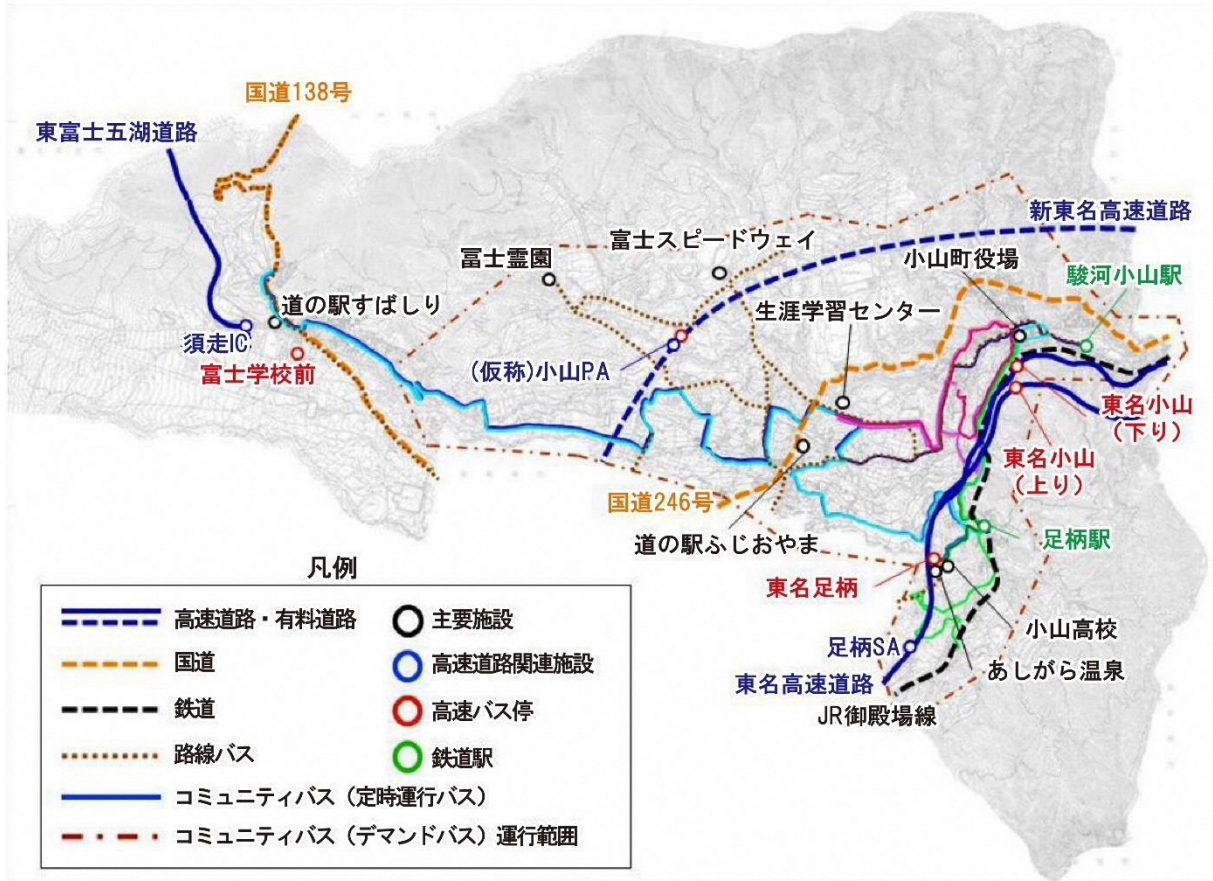 国道138号
東富士五湖道路
新東名高速道路
富士スピードウェイ
冨士霊園
小山町役場
駿河小山駅
道の駅すばしり
生涯学習センター
須走IC
富士学校前
(仮称)小山PA
東名小山
(下り)
東名小山
(上り)
国道246号
道の駅ふじおやま
足柄駅
東名足柄
小山高校
足柄SA
あしがら温泉
東名高速道路
JR御殿場線
凡例
高速道路・有料道路
主要施設
国道
高速道路関連施設
鉄道
高速バス停
路線バス
鉄道駅
コミュニティバス（定時運行バス）
コミュニティバス（デマンドバス）運行範囲